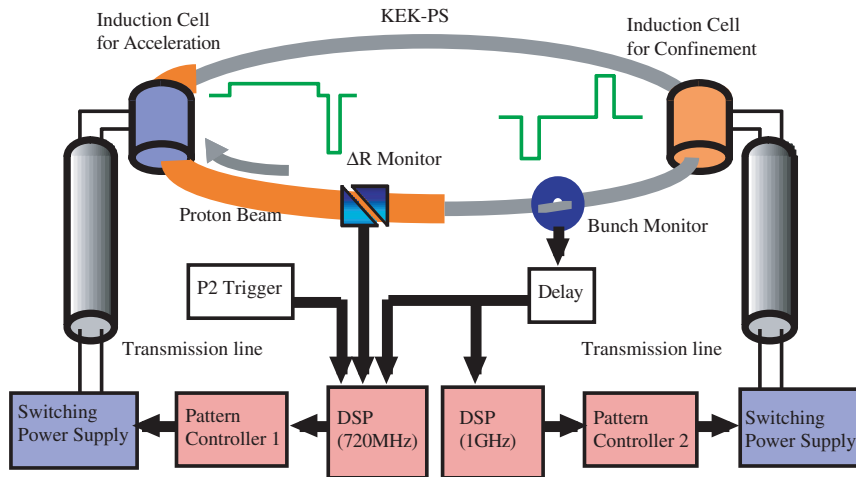 Induction Cell
for Acceleration
KEK-PS
Induction Cell
for Confinement
ΔR Monitor
Proton Beam
Bunch Monitor
P2 Trigger
Delay
Transmission line
Transmission line
Switching
Power Supply
Pattern
Controller 1
DSP
(720MHz)
DSP
(1GHz)
Pattern
Controller 2
Switching
Power Supply